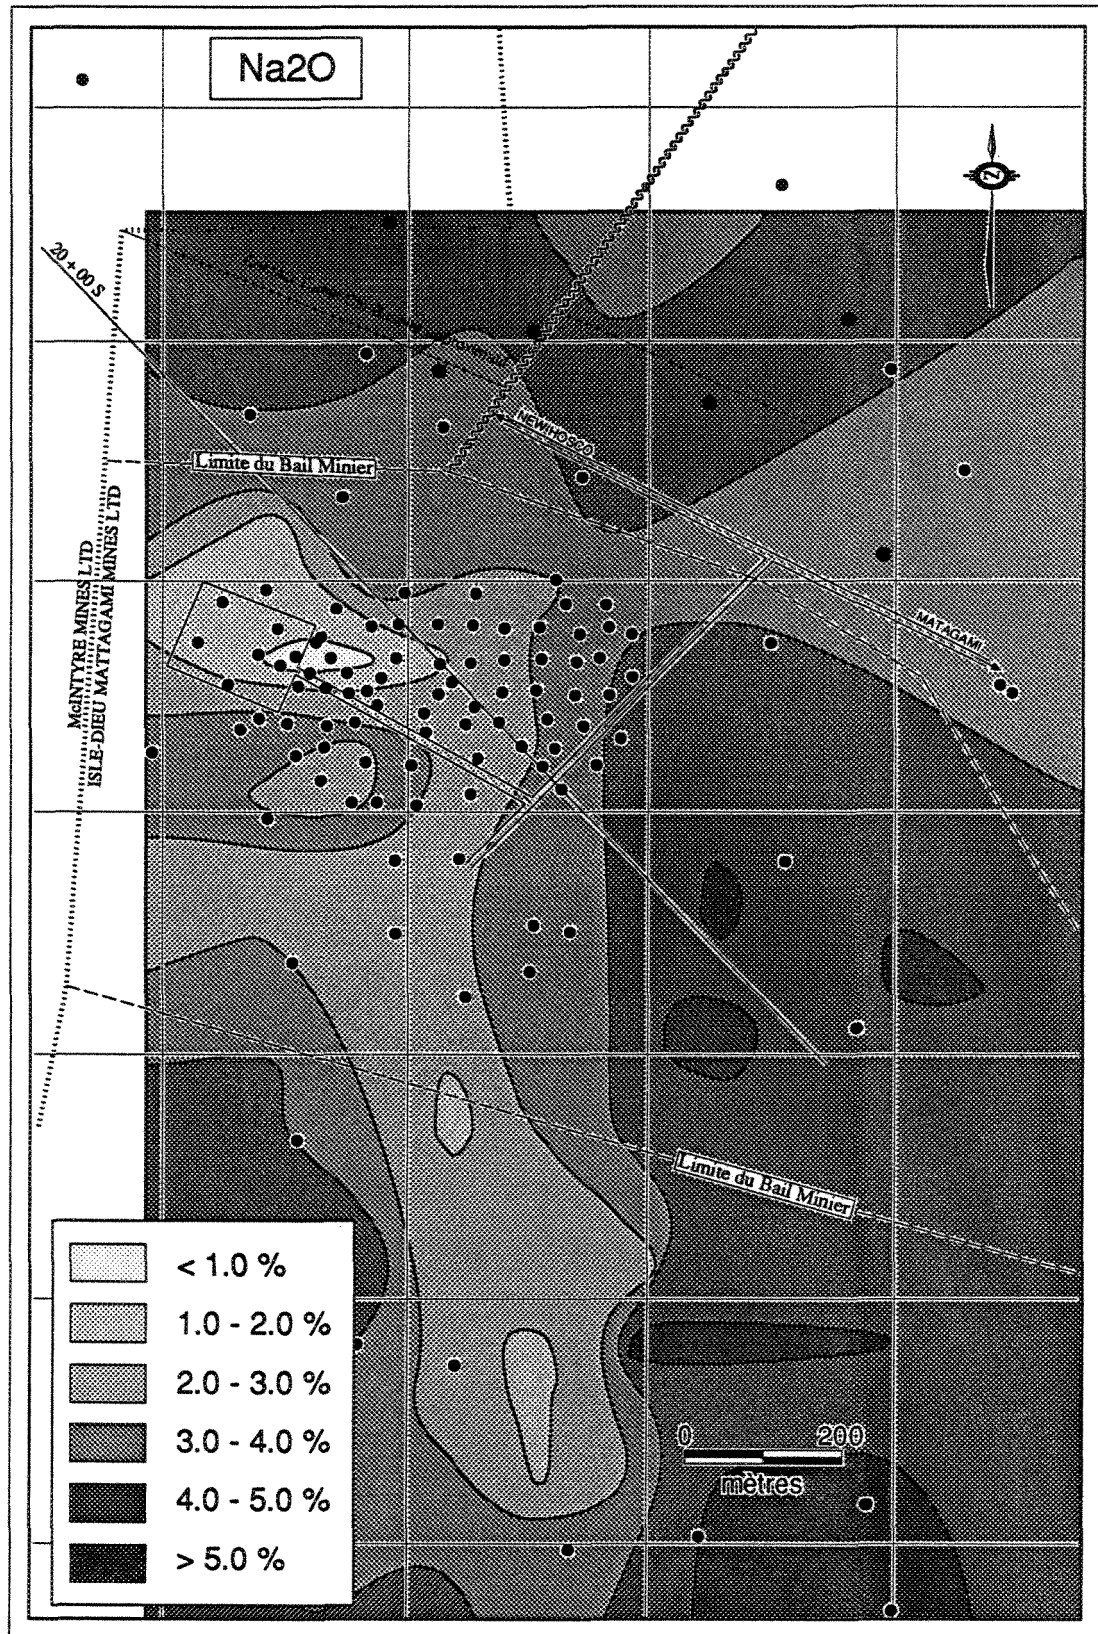 Na2O
Z
20 + 00 S
NEWHOSCO
Limite du Bail Minier
McINTYRE MINES LTD
ISLE-DIEU MATTAGAMI MINES LTD
MATAGAMI
Limite du Bail Minier
< 1.0 %
1.0 - 2.0 %
2.0 - 3.0 %
3.0 - 4.0 %
4.0 - 5.0 %
> 5.0 %
0 200
mètres